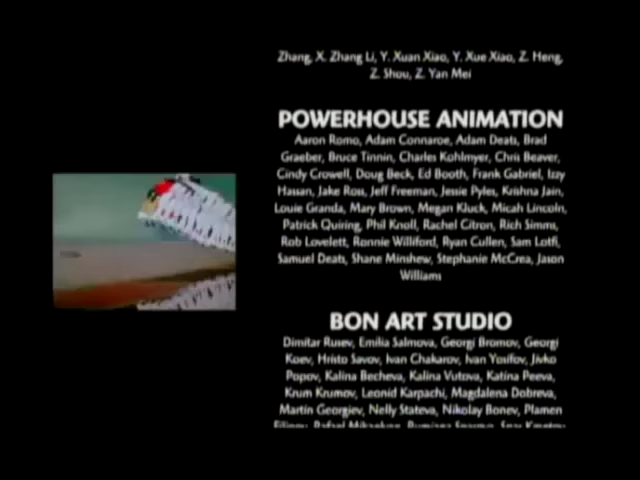 Zhang, X. Zhang Li, Y. Xuan Xiao, Y. Xue Xiao, Z. Heng,
Z. Shou, Z. Yan Mei
POWERHOUSE ANIMATION
Aaron Romo, Adam Connaroe, Adam Deats, Brad
Graeber, Bruce Tinnin, Charles Kohlmyer, Chris Beaver,
Cindy Crowell, Doug Beck, Ed Booth, Frank Gabriel, Izzy
Hassan, Jake Ross, Jeff Freeman, Jessie Pyles, Krishna Jain,
Louie Granda, Mary Brown, Megan Kluck, Micah Lincoln,
Patrick Quiring, Phil Knoll, Rachel Citron, Rich Simms,
Rob Lovelett, Ronnie Williford, Ryan Cullen, Sam Lotfi,
Samuel Deats, Shane Minshew, Stephanie McCrea, Jason
Williams
BON ART STUDIO
Dimitar Rusev, Emilia Salmova, Georgi Bromov, Georgi
Koev, Hristo Savov, Ivan Chakarov, Ivan Yosifov, Jivko
Popov, Kalina Becheva, Kalina Vutova, Katina Peeva,
Krum Krumov, Leonid Karpachi, Magdalena Dobreva,
Martin Georgiev, Nelly Stateva, Nikolay Bonev, Plamen